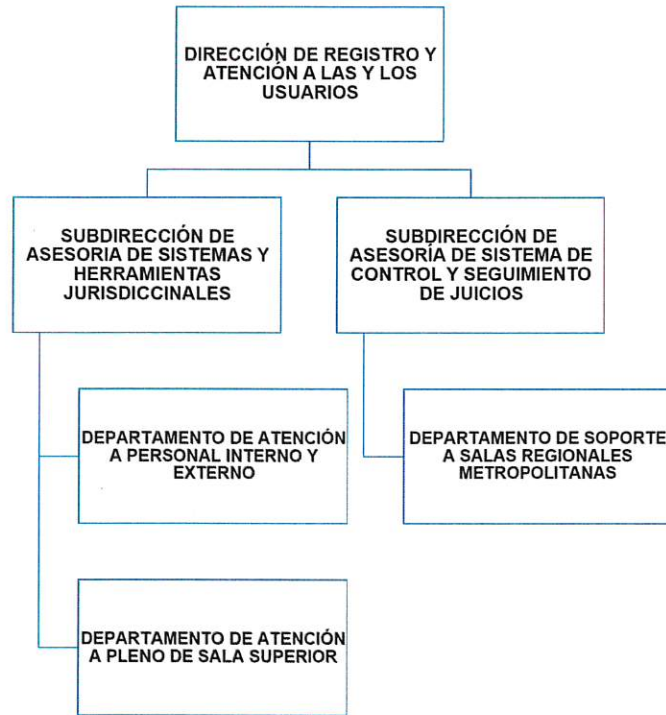 DIRECCIÓN DE REGISTRO Y
ATENCIÓN A LAS Y LOS
USUARIOS
SUBDIRECCIÓN DE
ASESORIA DE SISTEMAS Y
HERRAMIENTAS
JURISDICCINALES
SUBDIRECCIÓN DE
ASESORÍA DE SISTEMA DE
CONTROL Y SEGUIMIENTO
DE JUICIOS
DEPARTAMENTO DE ATENCIÓN
A PERSONAL INTERNO Y
EXTERNO
DEPARTAMENTO DE SOPORTE
A SALAS REGIONALES
METROPOLITANAS
DEPARTAMENTO DE ATENCIÓN
A PLENO DE SALA SUPERIOR